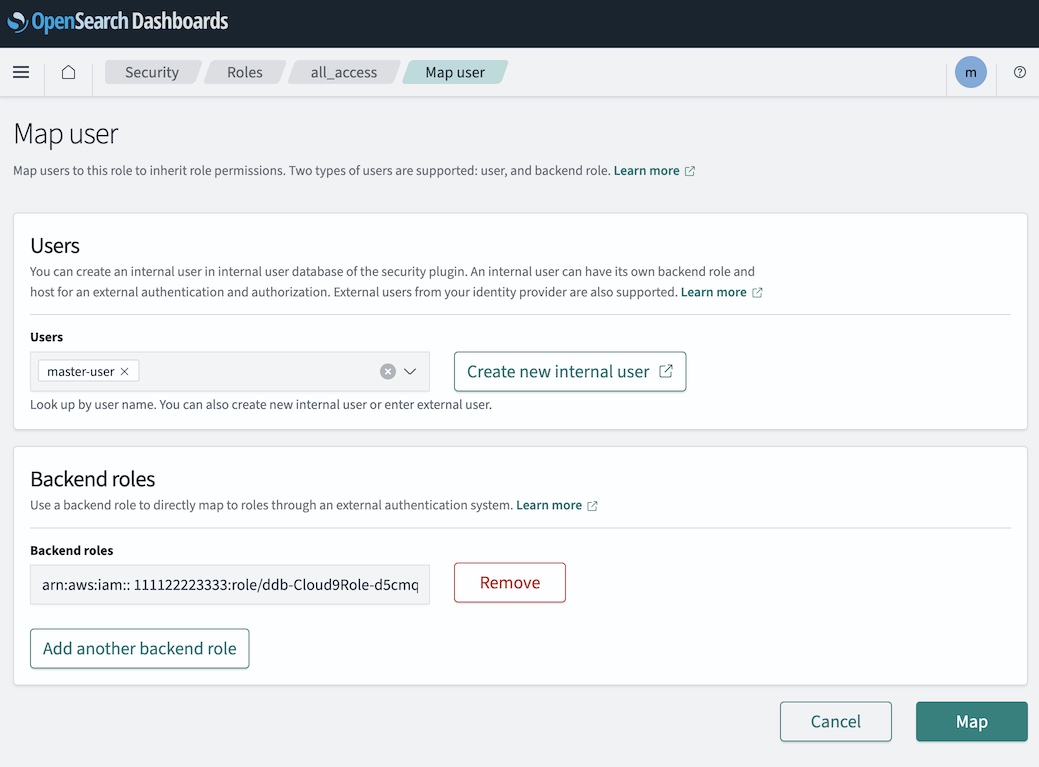 OpenSearch Dashboards
Security Roles all_access Map user m
Map user
Map users to this role to inherit role permissions. Two types of users are supported: user, and backend role. Learn more
Users
You can create an internal user in internal user database of the security plugin. An internal user can have its own backend role and
host for an external authentication and authorization. External users from your identity provider are also supported. Learn more
Users
master-user
Create new internal user
Look up by user name. You can also create new internal user or enter external user.
Backend roles
Use a backend role to directly map to roles through an external authentication system. Learn more
Backend roles
arn:aws:iam:: 111122223333:role/ddb-Cloud9Role-d5cmq
Remove
Add another backend role
Cancel Map